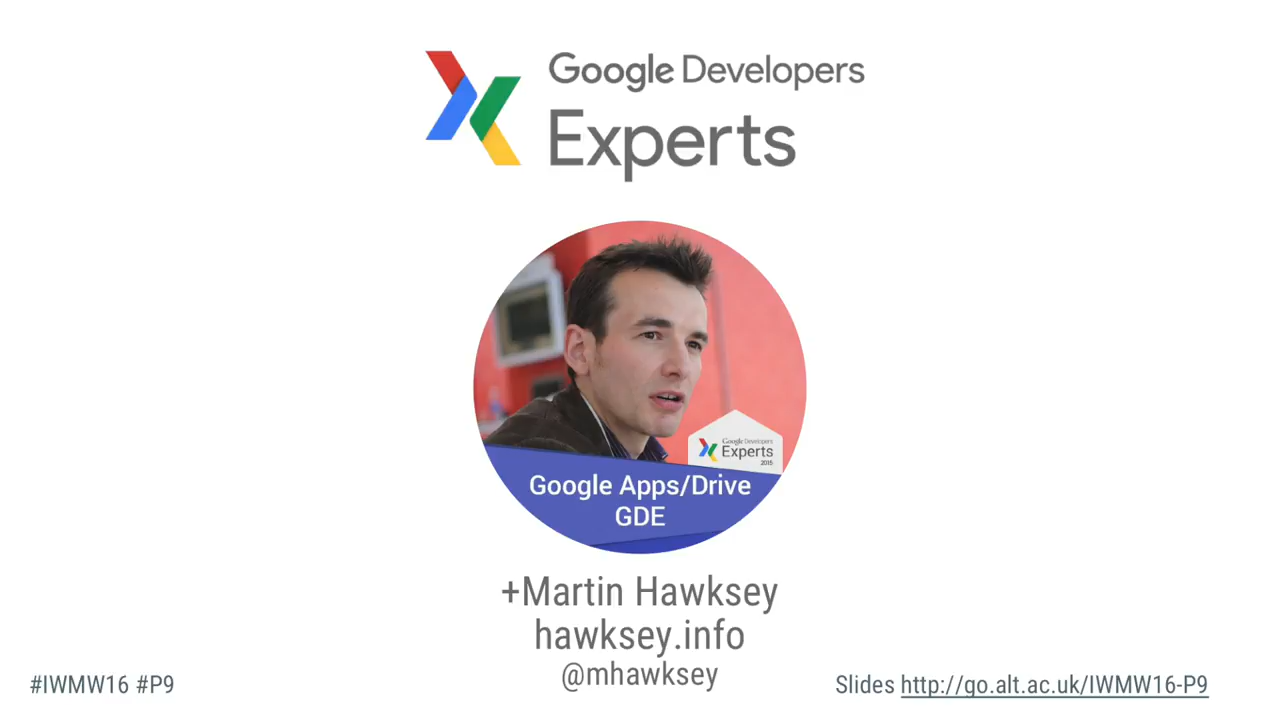 Google Developers
Experts
Google Developers
Experts
2015
Google Apps/Drive
GDE
+Martin Hawksey
hawksey.info
@mhawksey
#IWMW16 #P9
Slides http://go.alt.ac.uk/IWMW16-P9